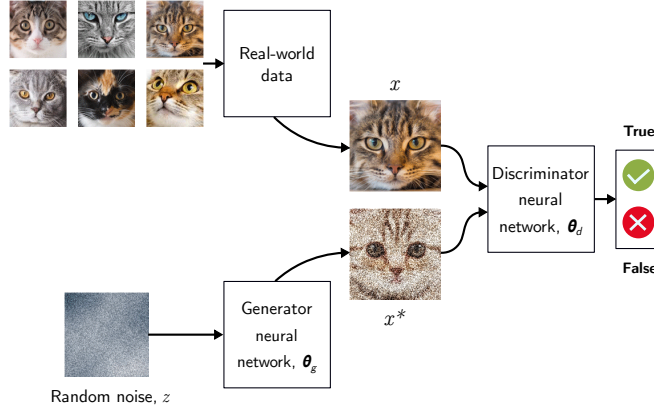 Real-world
data
x
True
Discriminator
neural
network, θd
False
Generator
neural
network, θg
x*
Random noise, z